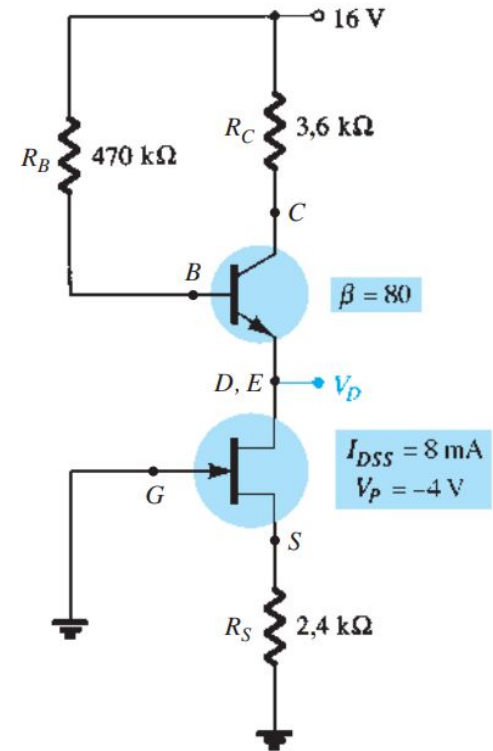 16 V
R_C 3,6 kΩ
R_B 470 kΩ
C
B
β = 80
D, E
V_D
I_DSS = 8 mA
V_P = –4 V
G
S
R_S 2,4 kΩ